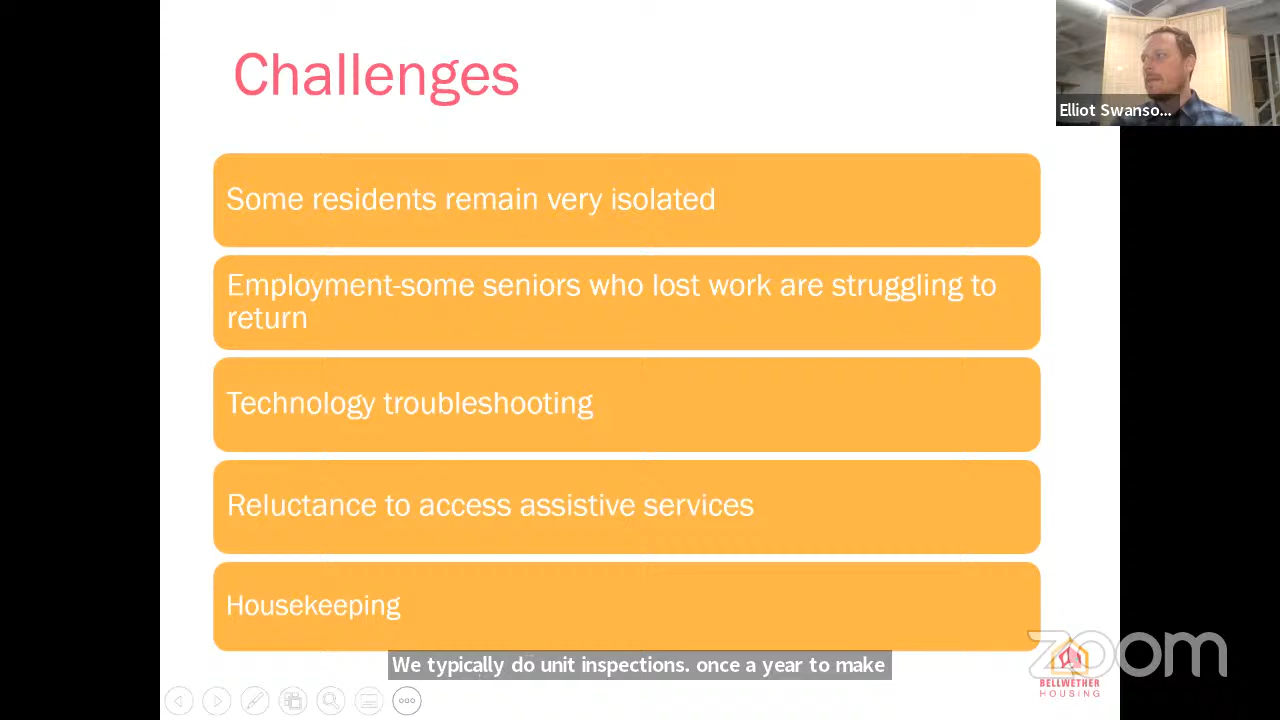 Challenges
Elliot Swanso...
Some residents remain very isolated
Employment-some seniors who lost work are struggling to
return
Technology troubleshooting
Reluctance to access assistive services
Housekeeping
We typically do unit inspections. once a year to make
zoom
BELLWETHER
HOUSING